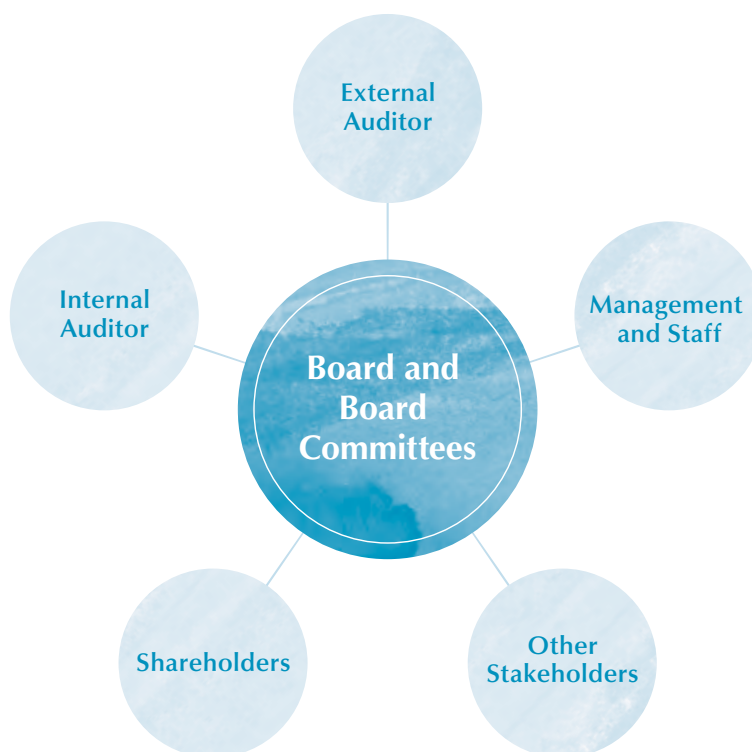 External
Auditor
Internal
Auditor
Management
and Staff
Board and
Board
Committees
Shareholders
Other
Stakeholders